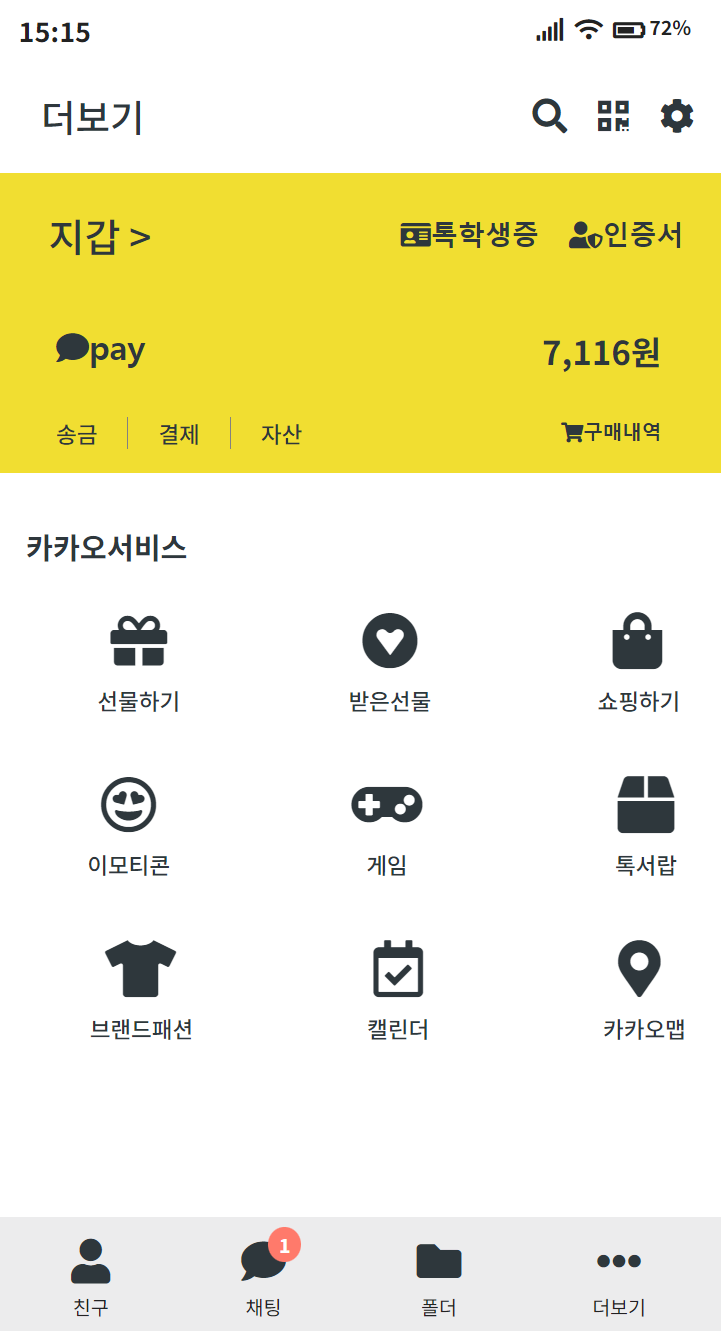 15:15 72%
더보기
지갑 > 톡학생증 인증서
pay 7,116원
송금 결제 자산 구매내역
카카오서비스
선물하기 받은선물 쇼핑하기
이모티콘 게임 톡서랍
브랜드패션 캘린더 카카오맵
1
친구 채팅 폴더 더보기